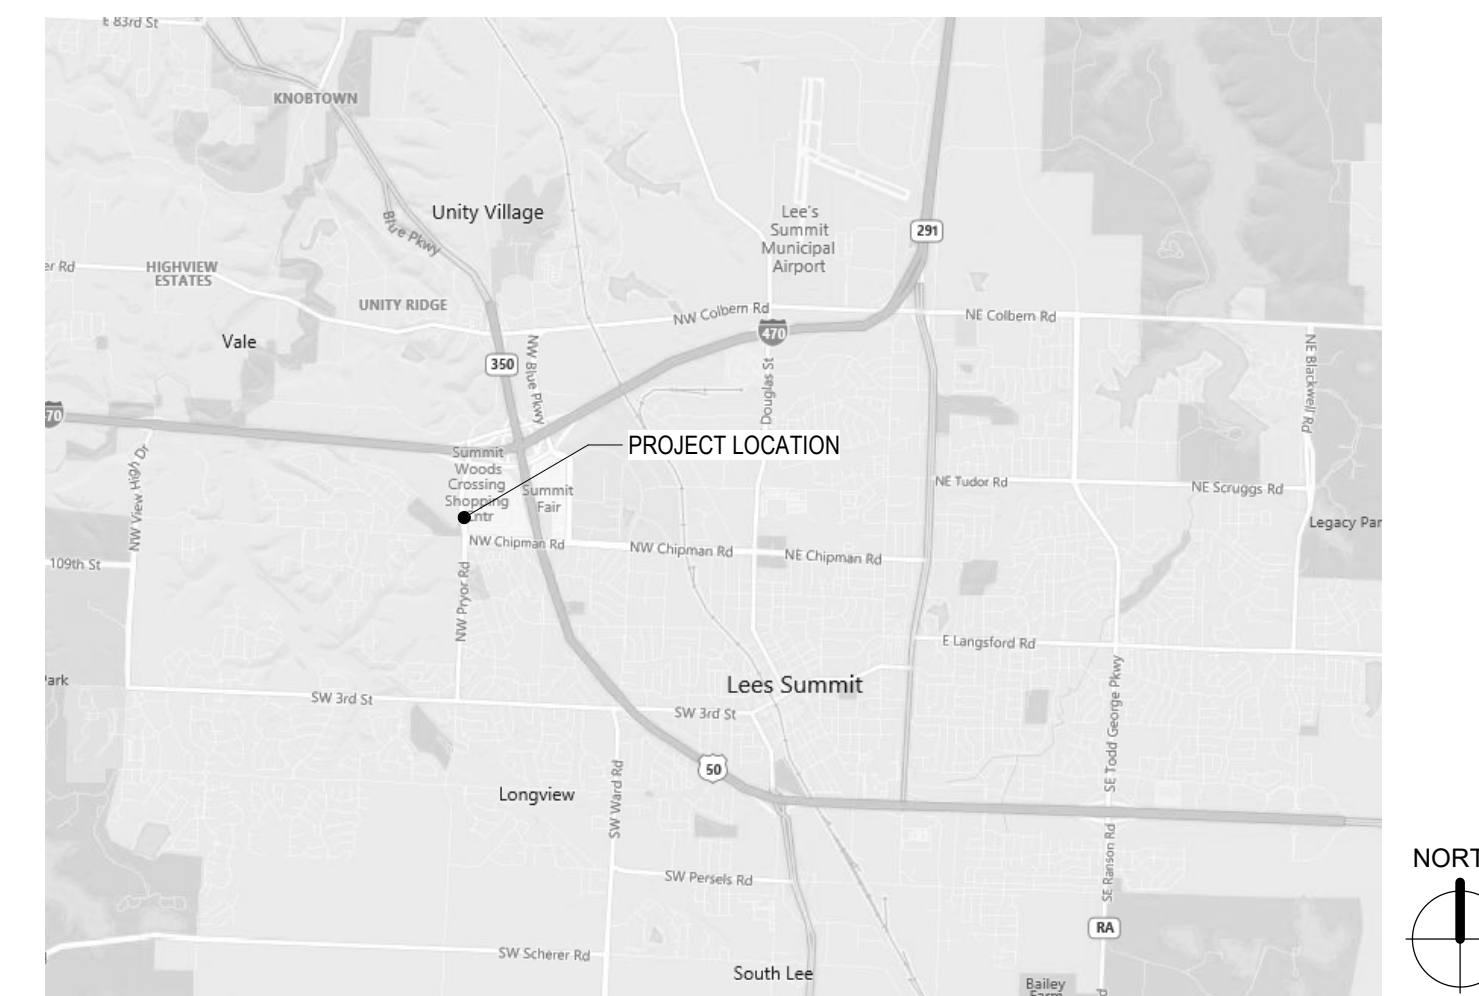 E 83rd St
KNOBTOWN
Unity Village
Blue Pkwy
Lee's
Summit
Municipal
Airport
291
er Rd
HIGHVIEW
ESTATES
UNITY RIDGE
NW Colbern Rd
NE Colbern Rd
470
Vale
350
NW Blue Pkwy
Douglas St
NE Blackwell Rd
70
PROJECT LOCATION
Summit
Woods
Crossing
Shopping
Cntr
Summit
Fair
NW View High Dr
NE Tudor Rd
NE Scruggs Rd
Legacy Par
NW Chipman Rd
NW Chipman Rd
NE Chipman Rd
109th St
NW Pryor Rd
E Langsford Rd
Park
SW 3rd St
Lees Summit
SW 3rd St
SE Todd George Pkwy
50
Longview
SW Ward Rd
SW Persels Rd
SE Ranson Rd
NORT
RA
SW Scherer Rd
South Lee
Bailey
Farm